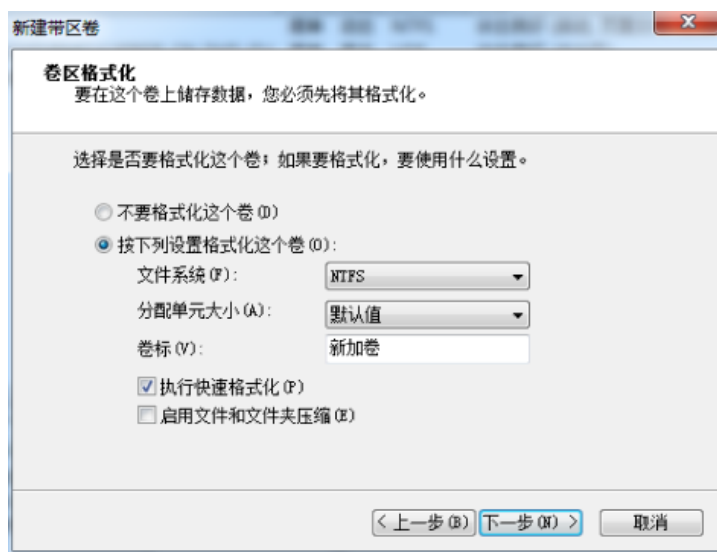 新建带区卷
卷区格式化
要在这个卷上储存数据，您必须先将其格式化。
选择是否要格式化这个卷；如果要格式化，要使用什么设置。
不要格式化这个卷(D)
按下列设置格式化这个卷(O):
文件系统(F): NTFS
分配单元大小(A): 默认值
卷标(V): 新加卷
执行快速格式化(P)
启用文件和文件夹压缩(E)
< 上一步(B) 下一步(N) > 取消